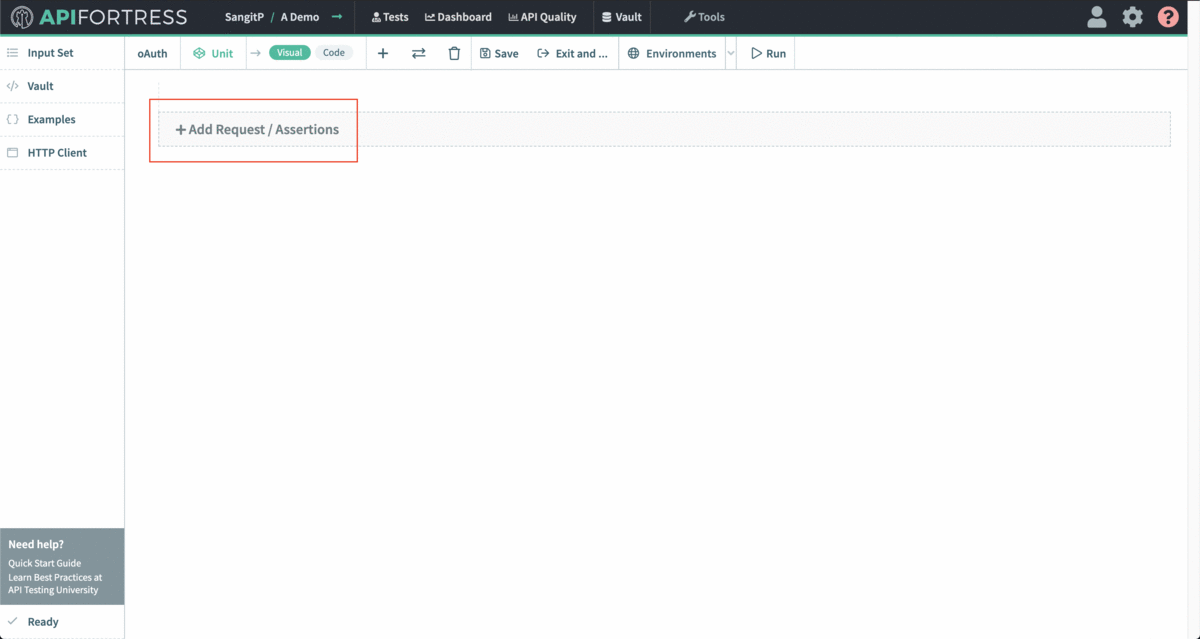 APIFORTRESS
SangitP / A Demo → Tests Dashboard API Quality Vault Tools ?
Input Set
Vault
Examples
HTTP Client
oAuth Unit → Visual Code + Save Exit and ... Environments Run
+ Add Request / Assertions
Need help?
Quick Start Guide
Learn Best Practices at
API Testing University
Ready